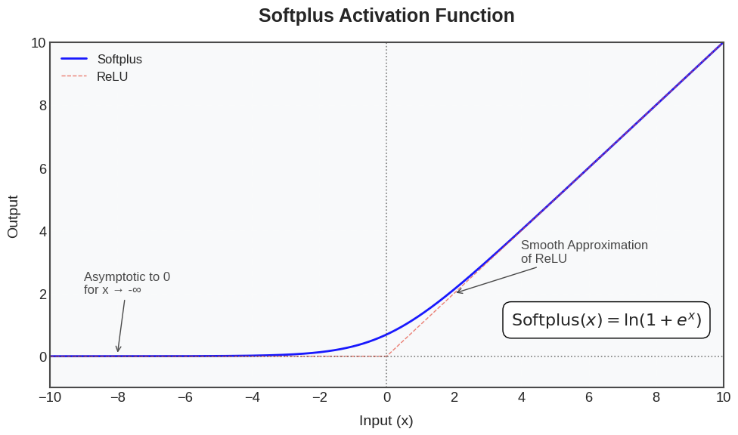 Softplus Activation Function
Softplus
ReLU
10
8
6
4
2
0
Output
Asymptotic to 0
for x → -∞
Smooth Approximation
of ReLU
Softplus(x) = ln(1 + eˣ)
−10 −8 −6 −4 −2 0 2 4 6 8 10
Input (x)